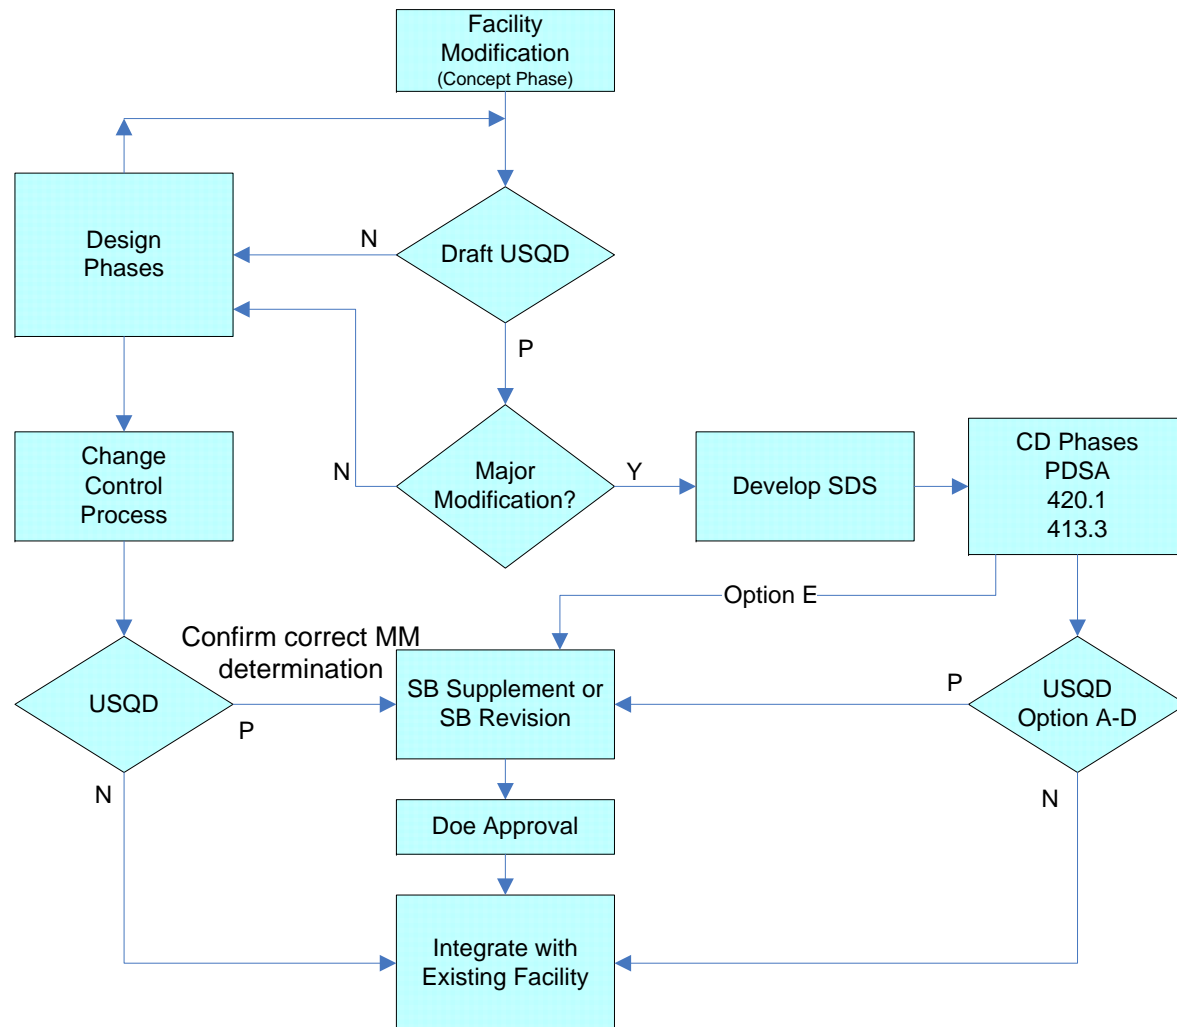 Facility
Modification
(Concept Phase)
Design
Phases
N
Draft USQD
P
Change
Control
Process
N
Major
Modification?
Y
Develop SDS
CD Phases
PDSA
420.1
413.3
Option E
Confirm correct MM
determination
USQD
P
N
SB Supplement or
SB Revision
P
USQD
Option A-D
N
Doe Approval
Integrate with
Existing Facility